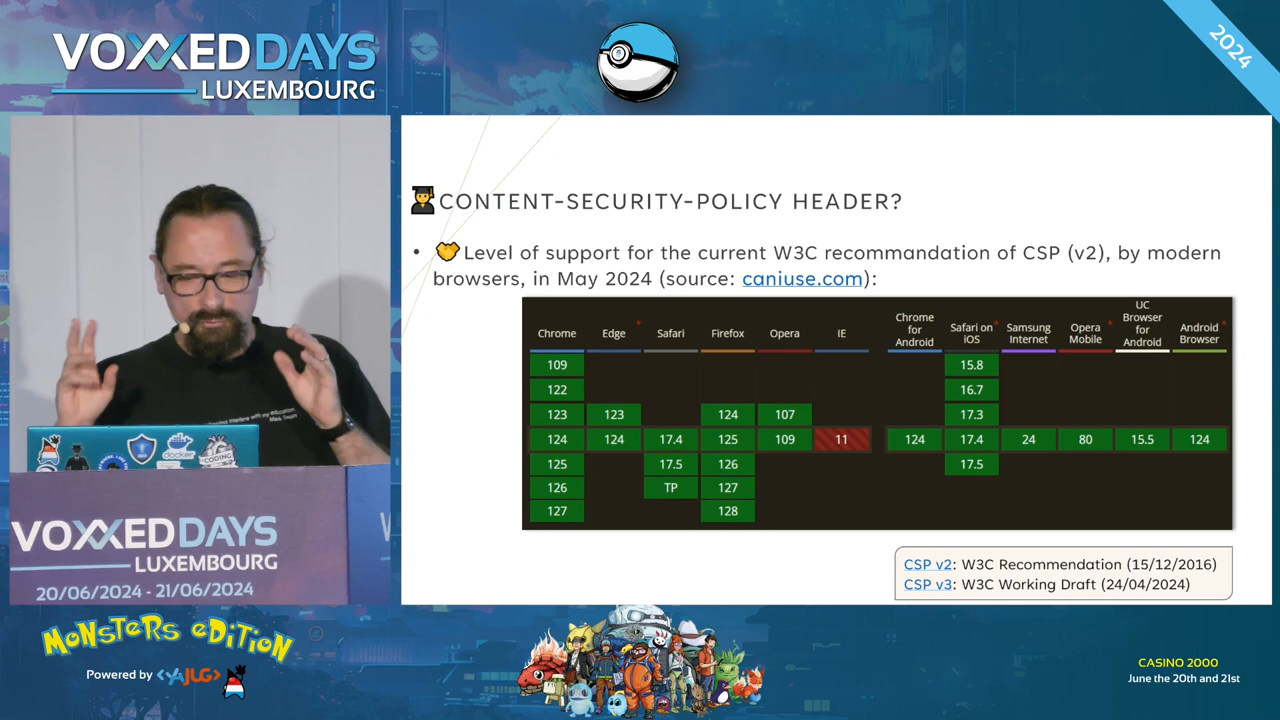 VOXXED DAYS
LUXEMBOURG
2024
CONTENT-SECURITY-POLICY HEADER?
• Level of support for the current W3C recommandation of CSP (v2), by modern
browsers, in May 2024 (source: caniuse.com):
Chrome Edge * Safari Firefox Opera IE Chrome for Android Safari on iOS * Samsung Internet Opera Mobile * UC Browser for Android Android Browser *
109 15.8
122 16.7
123 123 124 107 17.3
124 124 17.4 125 109 11 124 17.4 24 80 15.5 124
125 17.5 126 17.5
126 TP 127
127 128
CSP v2: W3C Recommendation (15/12/2016)
CSP v3: W3C Working Draft (24/04/2024)
docker
CODING
VOXXED DAYS
LUXEMBOURG
20/06/2024 - 21/06/2024
MONSTERS EDITION
Powered by <YAJUG>
CASINO 2000
June the 20th and 21st